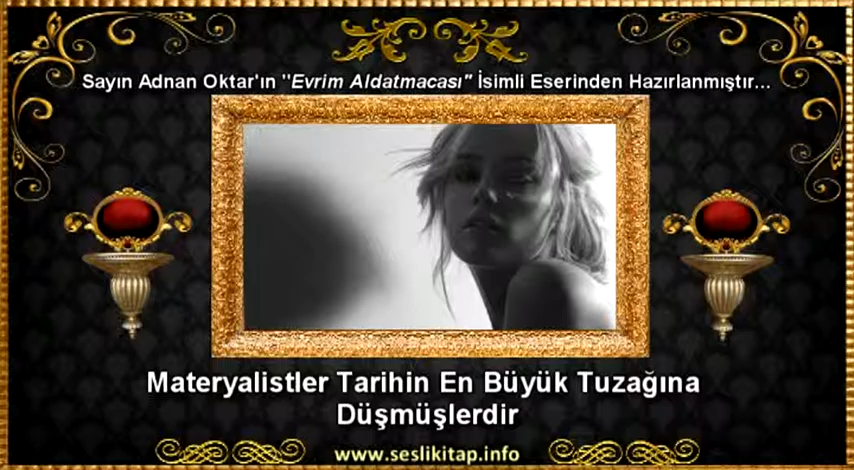 Sayın Adnan Oktar'ın "Evrim Aldatmacası" İsimli Eserinden Hazırlanmıştır...
Materyalistler Tarihin En Büyük Tuzağına
Düşmüşlerdir
www.seslikitap.info